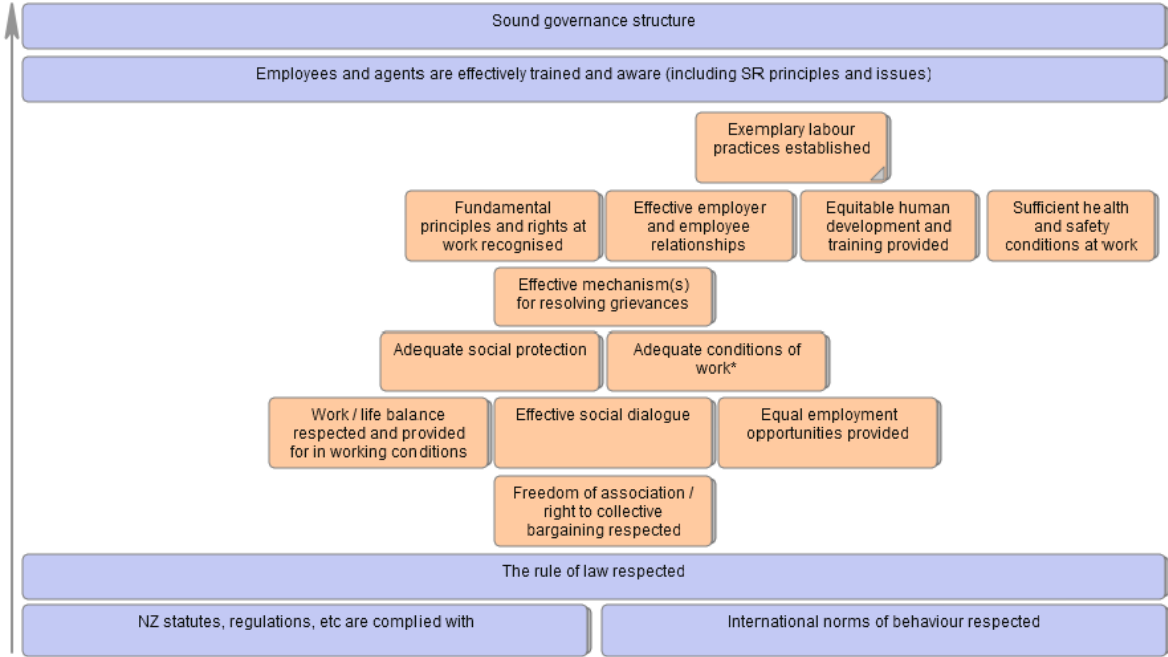 Sound governance structure
Employees and agents are effectively trained and aware (including SR principles and issues)
Exemplary labour
practices established
Fundamental
principles and rights at
work recognised
Effective employer
and employee
relationships
Equitable human
development and
training provided
Sufficient health
and safety
conditions at work
Effective mechanism(s)
for resolving grievances
Adequate social protection
Adequate conditions of
work*
Work / life balance
respected and provided
for in working conditions
Effective social dialogue
Equal employment
opportunities provided
Freedom of association /
right to collective
bargaining respected
The rule of law respected
NZ statutes, regulations, etc are complied with
International norms of behaviour respected